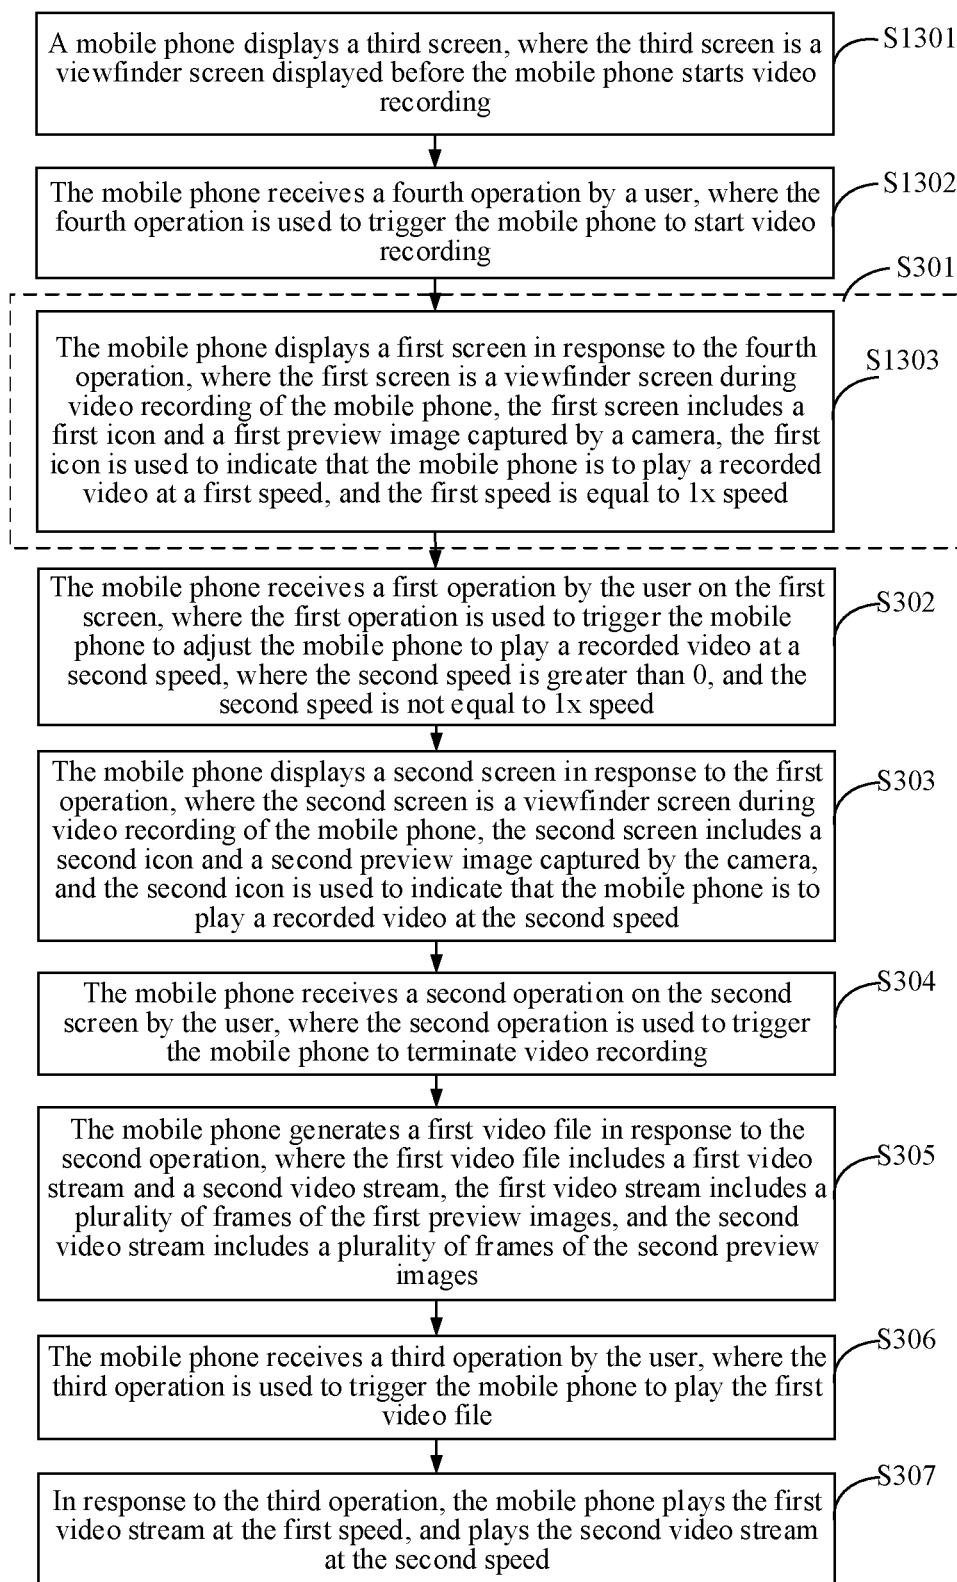 A mobile phone displays a third screen, where the third screen is a
viewfinder screen displayed before the mobile phone starts video
recording
S1301
The mobile phone receives a fourth operation by a user, where the
fourth operation is used to trigger the mobile phone to start video
recording
S1302
S301
The mobile phone displays a first screen in response to the fourth
operation, where the first screen is a viewfinder screen during
video recording of the mobile phone, the first screen includes a
first icon and a first preview image captured by a camera, the first
icon is used to indicate that the mobile phone is to play a recorded
video at a first speed, and the first speed is equal to 1x speed
S1303
The mobile phone receives a first operation by the user on the first
screen, where the first operation is used to trigger the mobile
phone to adjust the mobile phone to play a recorded video at a
second speed, where the second speed is greater than 0, and the
second speed is not equal to 1x speed
S302
The mobile phone displays a second screen in response to the first
operation, where the second screen is a viewfinder screen during
video recording of the mobile phone, the second screen includes a
second icon and a second preview image captured by the camera,
and the second icon is used to indicate that the mobile phone is to
play a recorded video at the second speed
S303
The mobile phone receives a second operation on the second
screen by the user, where the second operation is used to trigger
the mobile phone to terminate video recording
S304
The mobile phone generates a first video file in response to the
second operation, where the first video file includes a first video
stream and a second video stream, the first video stream includes a
plurality of frames of the first preview images, and the second
video stream includes a plurality of frames of the second preview
images
S305
The mobile phone receives a third operation by the user, where the
third operation is used to trigger the mobile phone to play the first
video file
S306
In response to the third operation, the mobile phone plays the first
video stream at the first speed, and plays the second video stream
at the second speed
S307